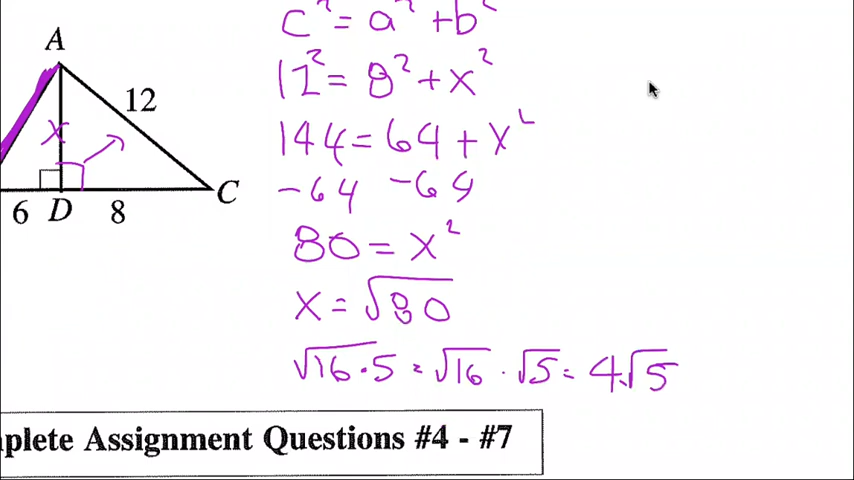 c² = a² + b²
A
12² = 8² + x²
12
x
144 = 64 + x²
-64 -64
C
6 D 8
80 = x²
x = √80
√16·5 = √16 · √5 = 4√5
plete Assignment Questions #4 - #7